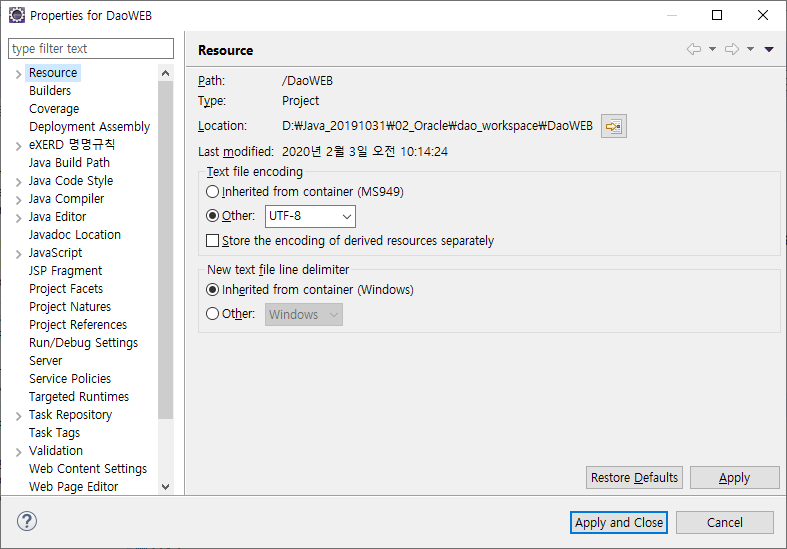 Properties for DaoWEB
type filter text
Resource
Builders
Coverage
Deployment Assembly
eXERD 명명규칙
Java Build Path
Java Code Style
Java Compiler
Java Editor
Javadoc Location
JavaScript
JSP Fragment
Project Facets
Project Natures
Project References
Run/Debug Settings
Server
Service Policies
Targeted Runtimes
Task Repository
Task Tags
Validation
Web Content Settings
Web Page Editor
Resource
Path: /DaoWEB
Type: Project
Location: D:₩Java_20191031₩02_Oracle₩dao_workspace₩DaoWEB
Last modified: 2020년 2월 3일 오전 10:14:24
Text file encoding
Inherited from container (MS949)
Other: UTF-8
Store the encoding of derived resources separately
New text file line delimiter
Inherited from container (Windows)
Other: Windows
Restore Defaults Apply
? Apply and Close Cancel